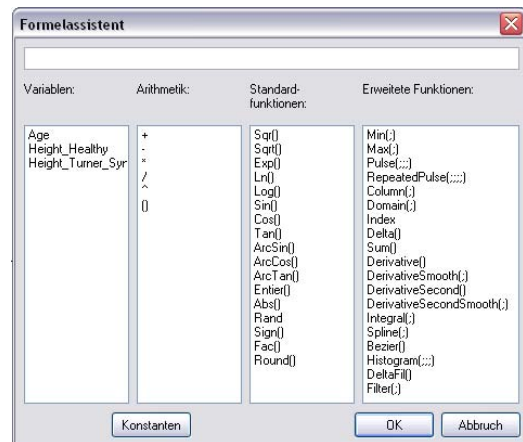 Formelassistent
Variablen:
Arithmetik:
Standard-
funktionen:
Erweitete Funktionen:
Age
Height_Healthy
Height_Turner_Syr
+
-
*
/
^
()
Sqr()
Sqrt()
Exp()
Ln()
Log()
Sin()
Cos()
Tan()
ArcSin()
ArcCos()
ArcTan()
Entier()
Abs()
Rand
Sign()
Fac()
Round()
Min(;)
Max(;)
Pulse(;;;)
RepeatedPulse(;;;;)
Column(;)
Domain(;)
Index
Delta()
Sum()
Derivative()
DerivativeSmooth(;)
DerivativeSecond()
DerivativeSecondSmooth(;)
Integral(;)
Spline(;)
Bezier()
Histogram(;;;)
DeltaFil()
Filter(;)
Konstanten
OK
Abbruch